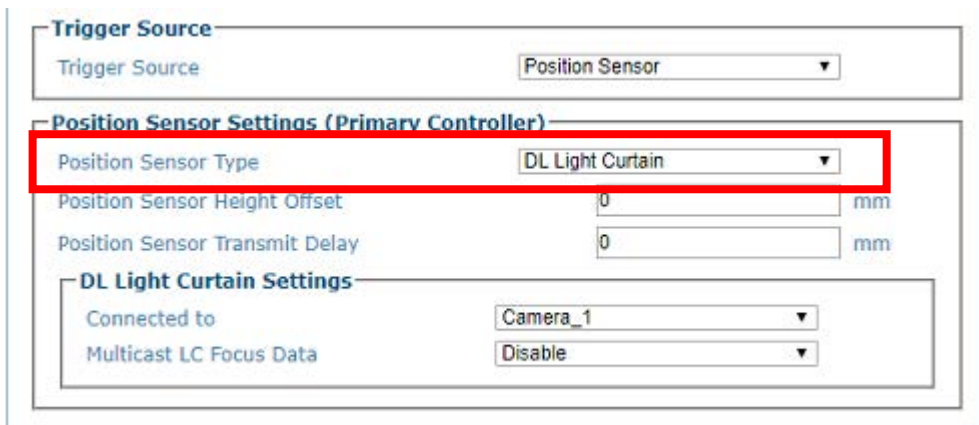 Trigger Source
Trigger Source Position Sensor
Position Sensor Settings (Primary Controller)
Position Sensor Type DL Light Curtain
Position Sensor Height Offset 0 mm
Position Sensor Transmit Delay 0 mm
DL Light Curtain Settings
Connected to Camera_1
Multicast LC Focus Data Disable